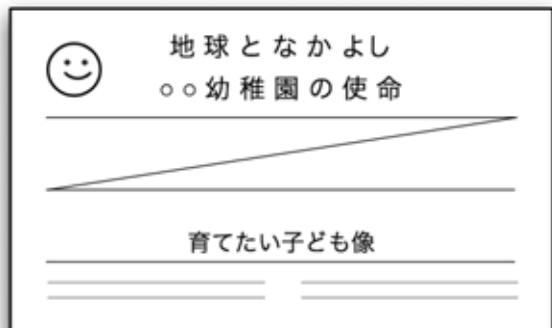 地球となかよし
○○幼稚園の使命
育てたい子ども像